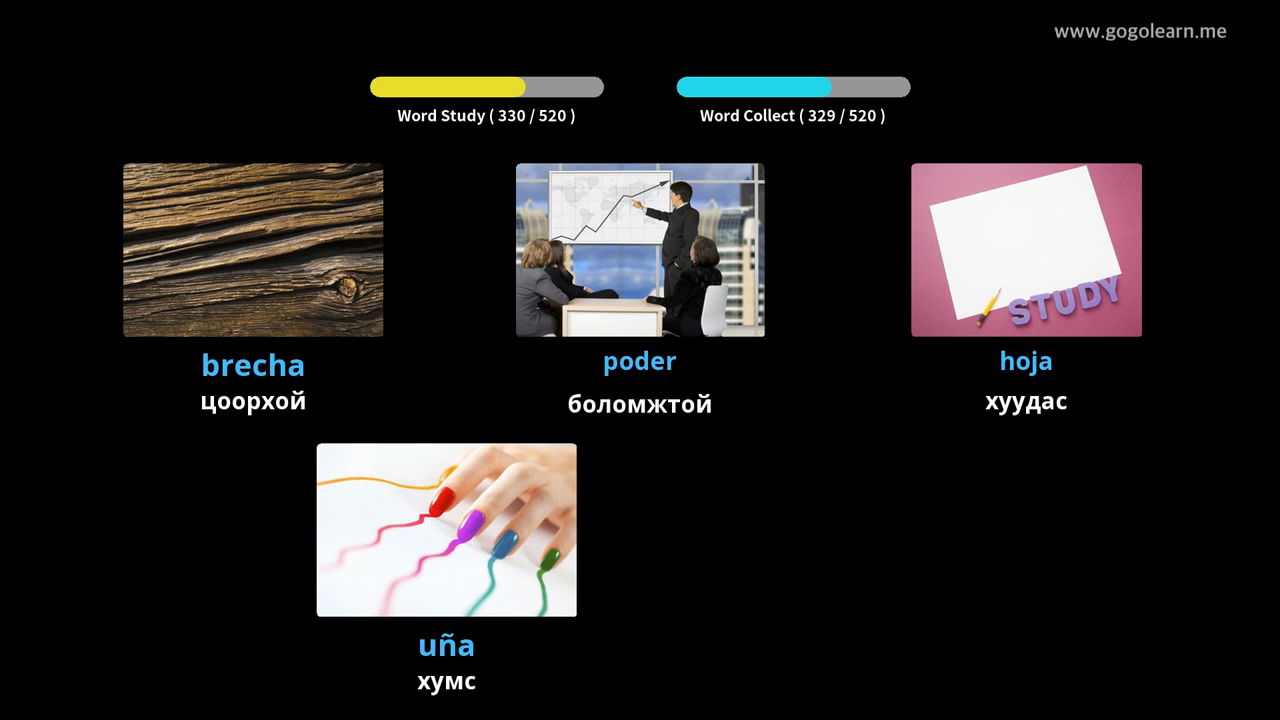 www.gogolearn.me
Word Study ( 330 / 520 )
Word Collect ( 329 / 520 )
brecha
цоорхой
poder
боломжтой
STUDY
hoja
хуудас
uña
хумс